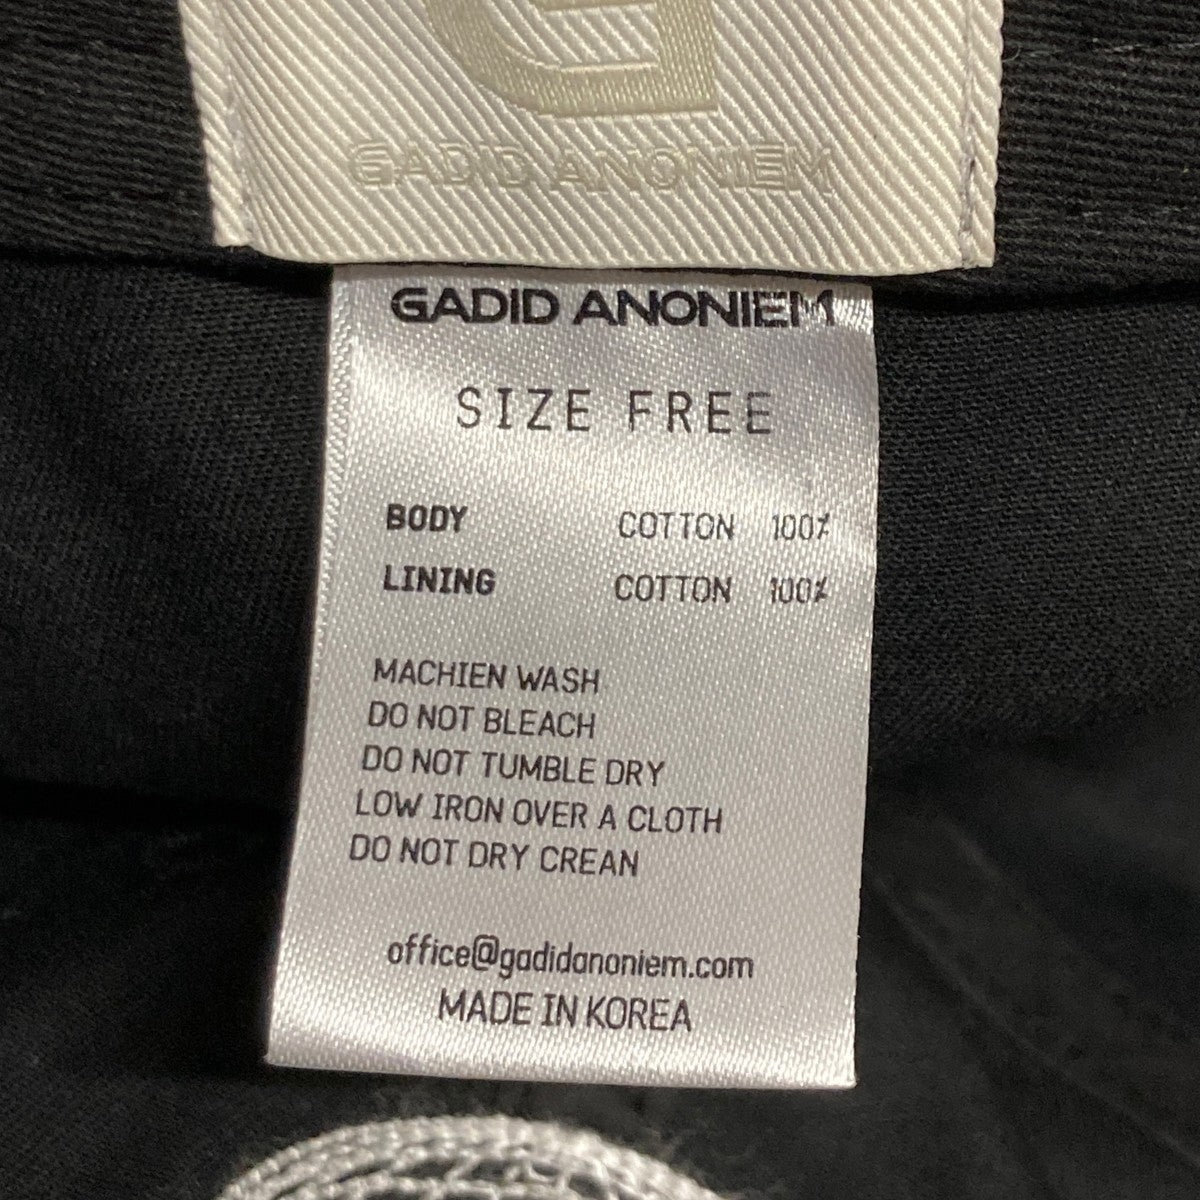 GADID ANONIEM
GADID ANONIEM
SIZE FREE
BODY COTTON 100%
LINING COTTON 100%
MACHIEN WASH
DO NOT BLEACH
DO NOT TUMBLE DRY
LOW IRON OVER A CLOTH
DO NOT DRY CREAN
office@gadidanoniem.com
MADE IN KOREA